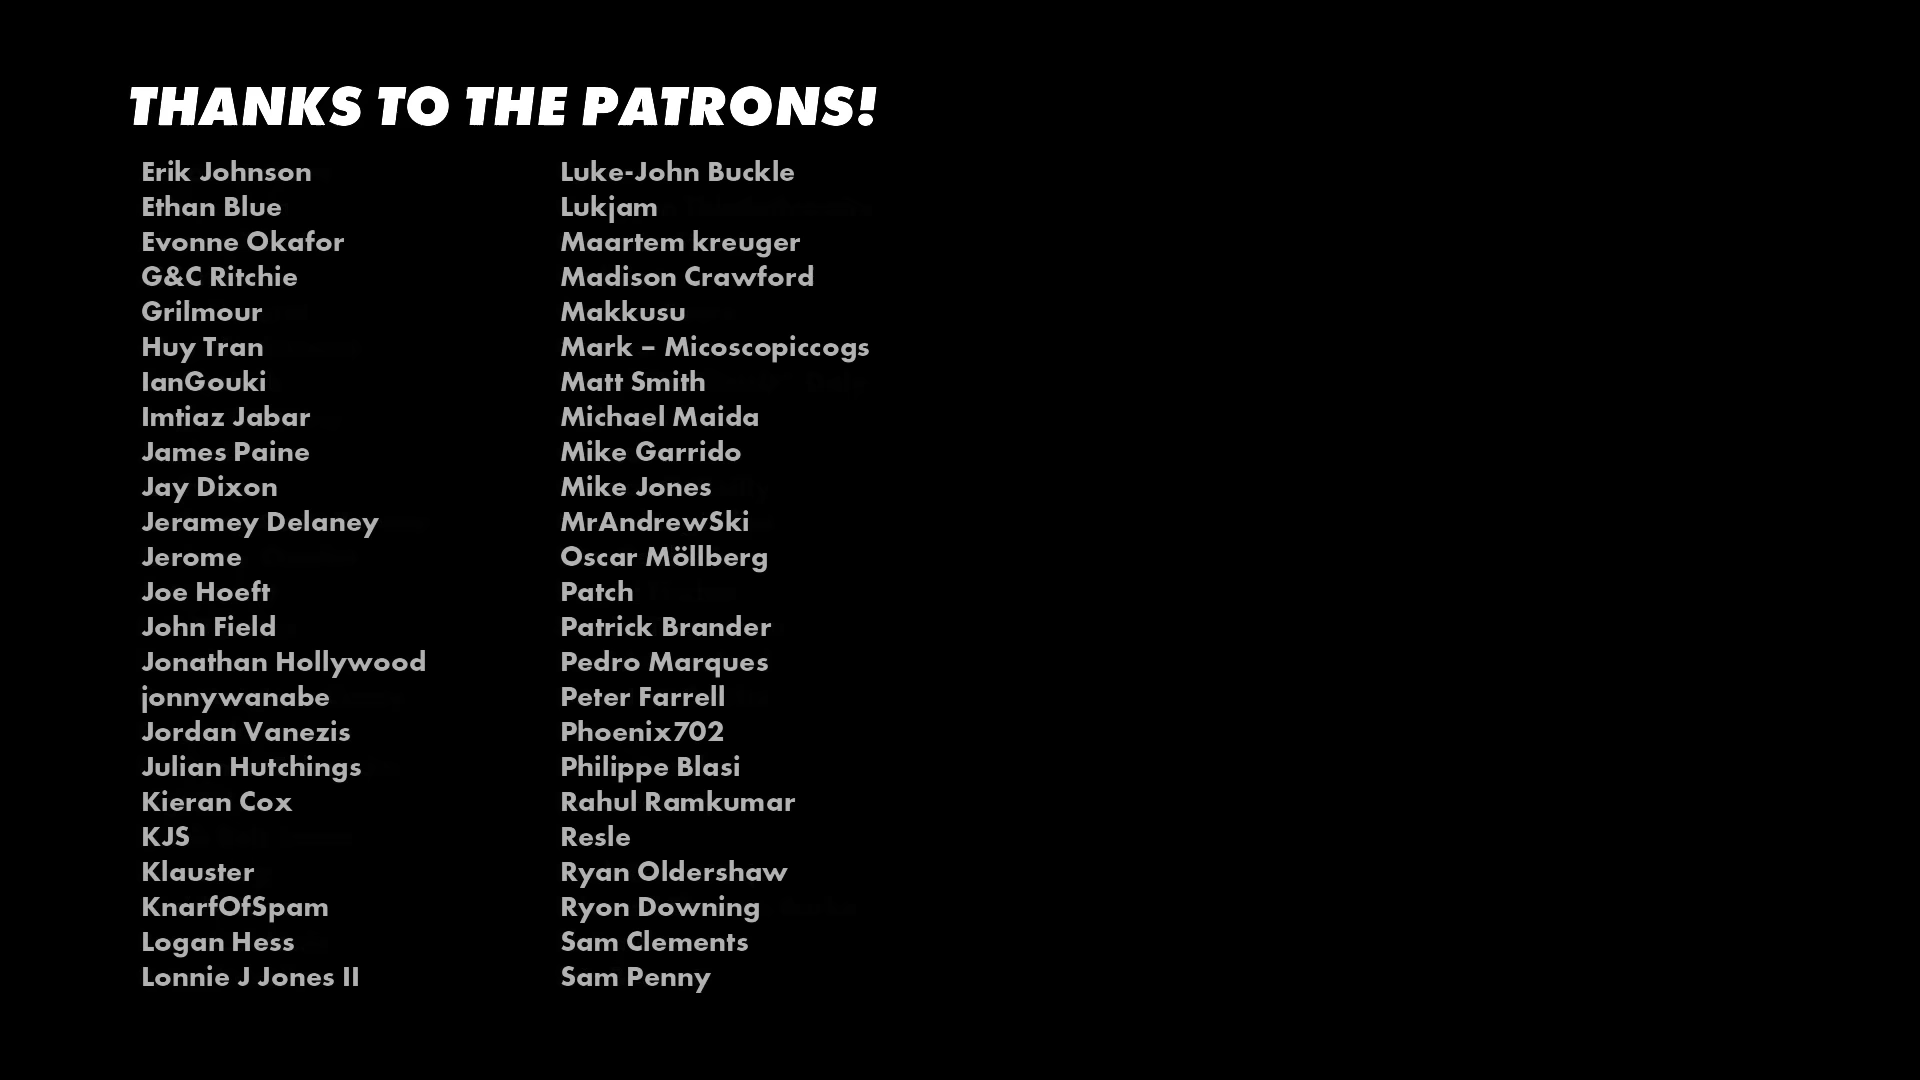 THANKS TO THE PATRONS!
Erik Johnson
Ethan Blue
Evonne Okafor
G&C Ritchie
Grilmour
Huy Tran
IanGouki
Imtiaz Jabar
James Paine
Jay Dixon
Jeramey Delaney
Jerome
Joe Hoeft
John Field
Jonathan Hollywood
jonnywanabe
Jordan Vanezis
Julian Hutchings
Kieran Cox
KJS
Klauster
KnarfOfSpam
Logan Hess
Lonnie J Jones II
Luke-John Buckle
Lukjam
Maartem kreuger
Madison Crawford
Makkusu
Mark – Micoscopiccogs
Matt Smith
Michael Maida
Mike Garrido
Mike Jones
MrAndrewSki
Oscar Möllberg
Patch
Patrick Brander
Pedro Marques
Peter Farrell
Phoenix702
Philippe Blasi
Rahul Ramkumar
Resle
Ryan Oldershaw
Ryon Downing
Sam Clements
Sam Penny